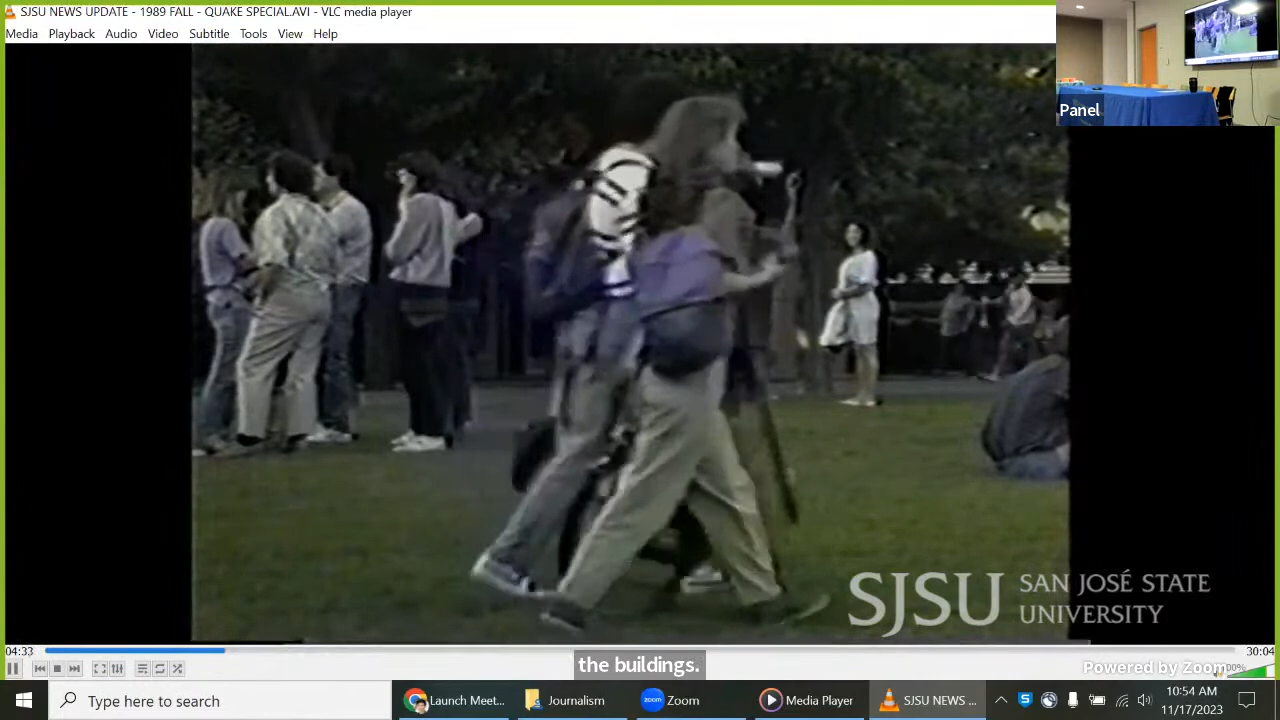 SJSU NEWS UPDATE - 1989 FALL - QUAKE SPECIAL.AVI - VLC media player
Media Playback Audio Video Subtitle Tools View Help
Panel
SJSU SAN JOSÉ STATE
UNIVERSITY
04:33
30:04
the buildings.
Powered by Zoom
Type here to search
Launch Meet...
Journalism
Zoom
Media Player
SJSU NEWS ...
10:54 AM
11/17/2023